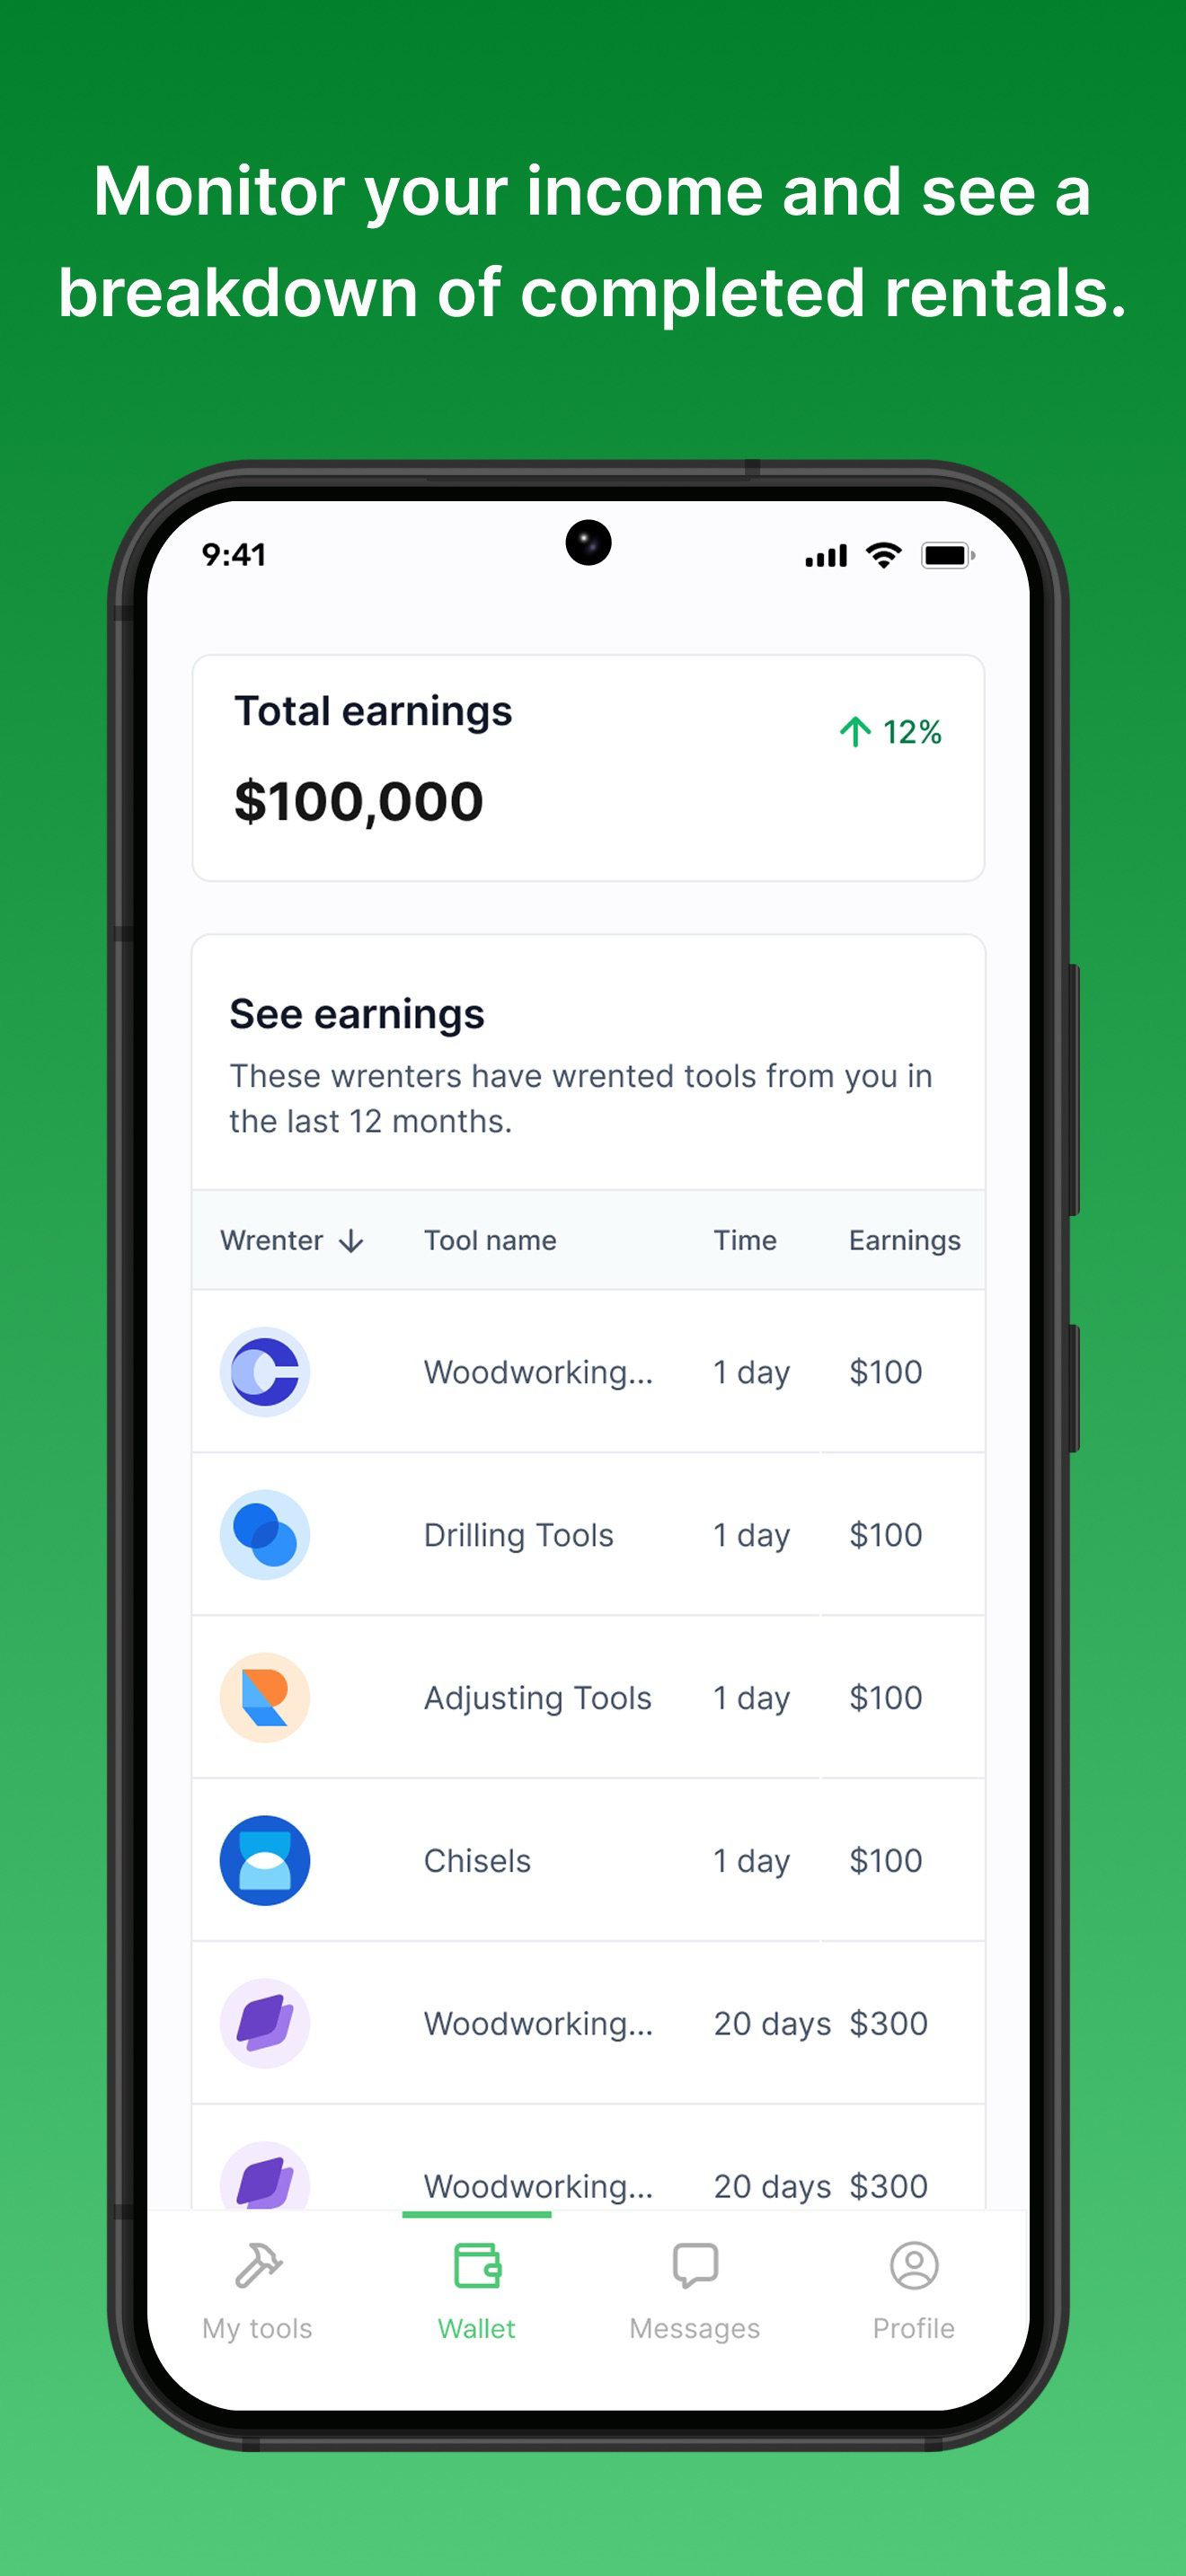 Monitor your income and see a
breakdown of completed rentals.
9:41
Total earnings
12%
$100,000
See earnings
These wrenters have wrented tools from you in
the last 12 months.
Wrenter Tool name Time Earnings
Woodworking... 1 day $100
Drilling Tools 1 day $100
Adjusting Tools 1 day $100
Chisels 1 day $100
Woodworking... 20 days $300
Woodworking... 20 days $300
My tools Wallet Messages Profile